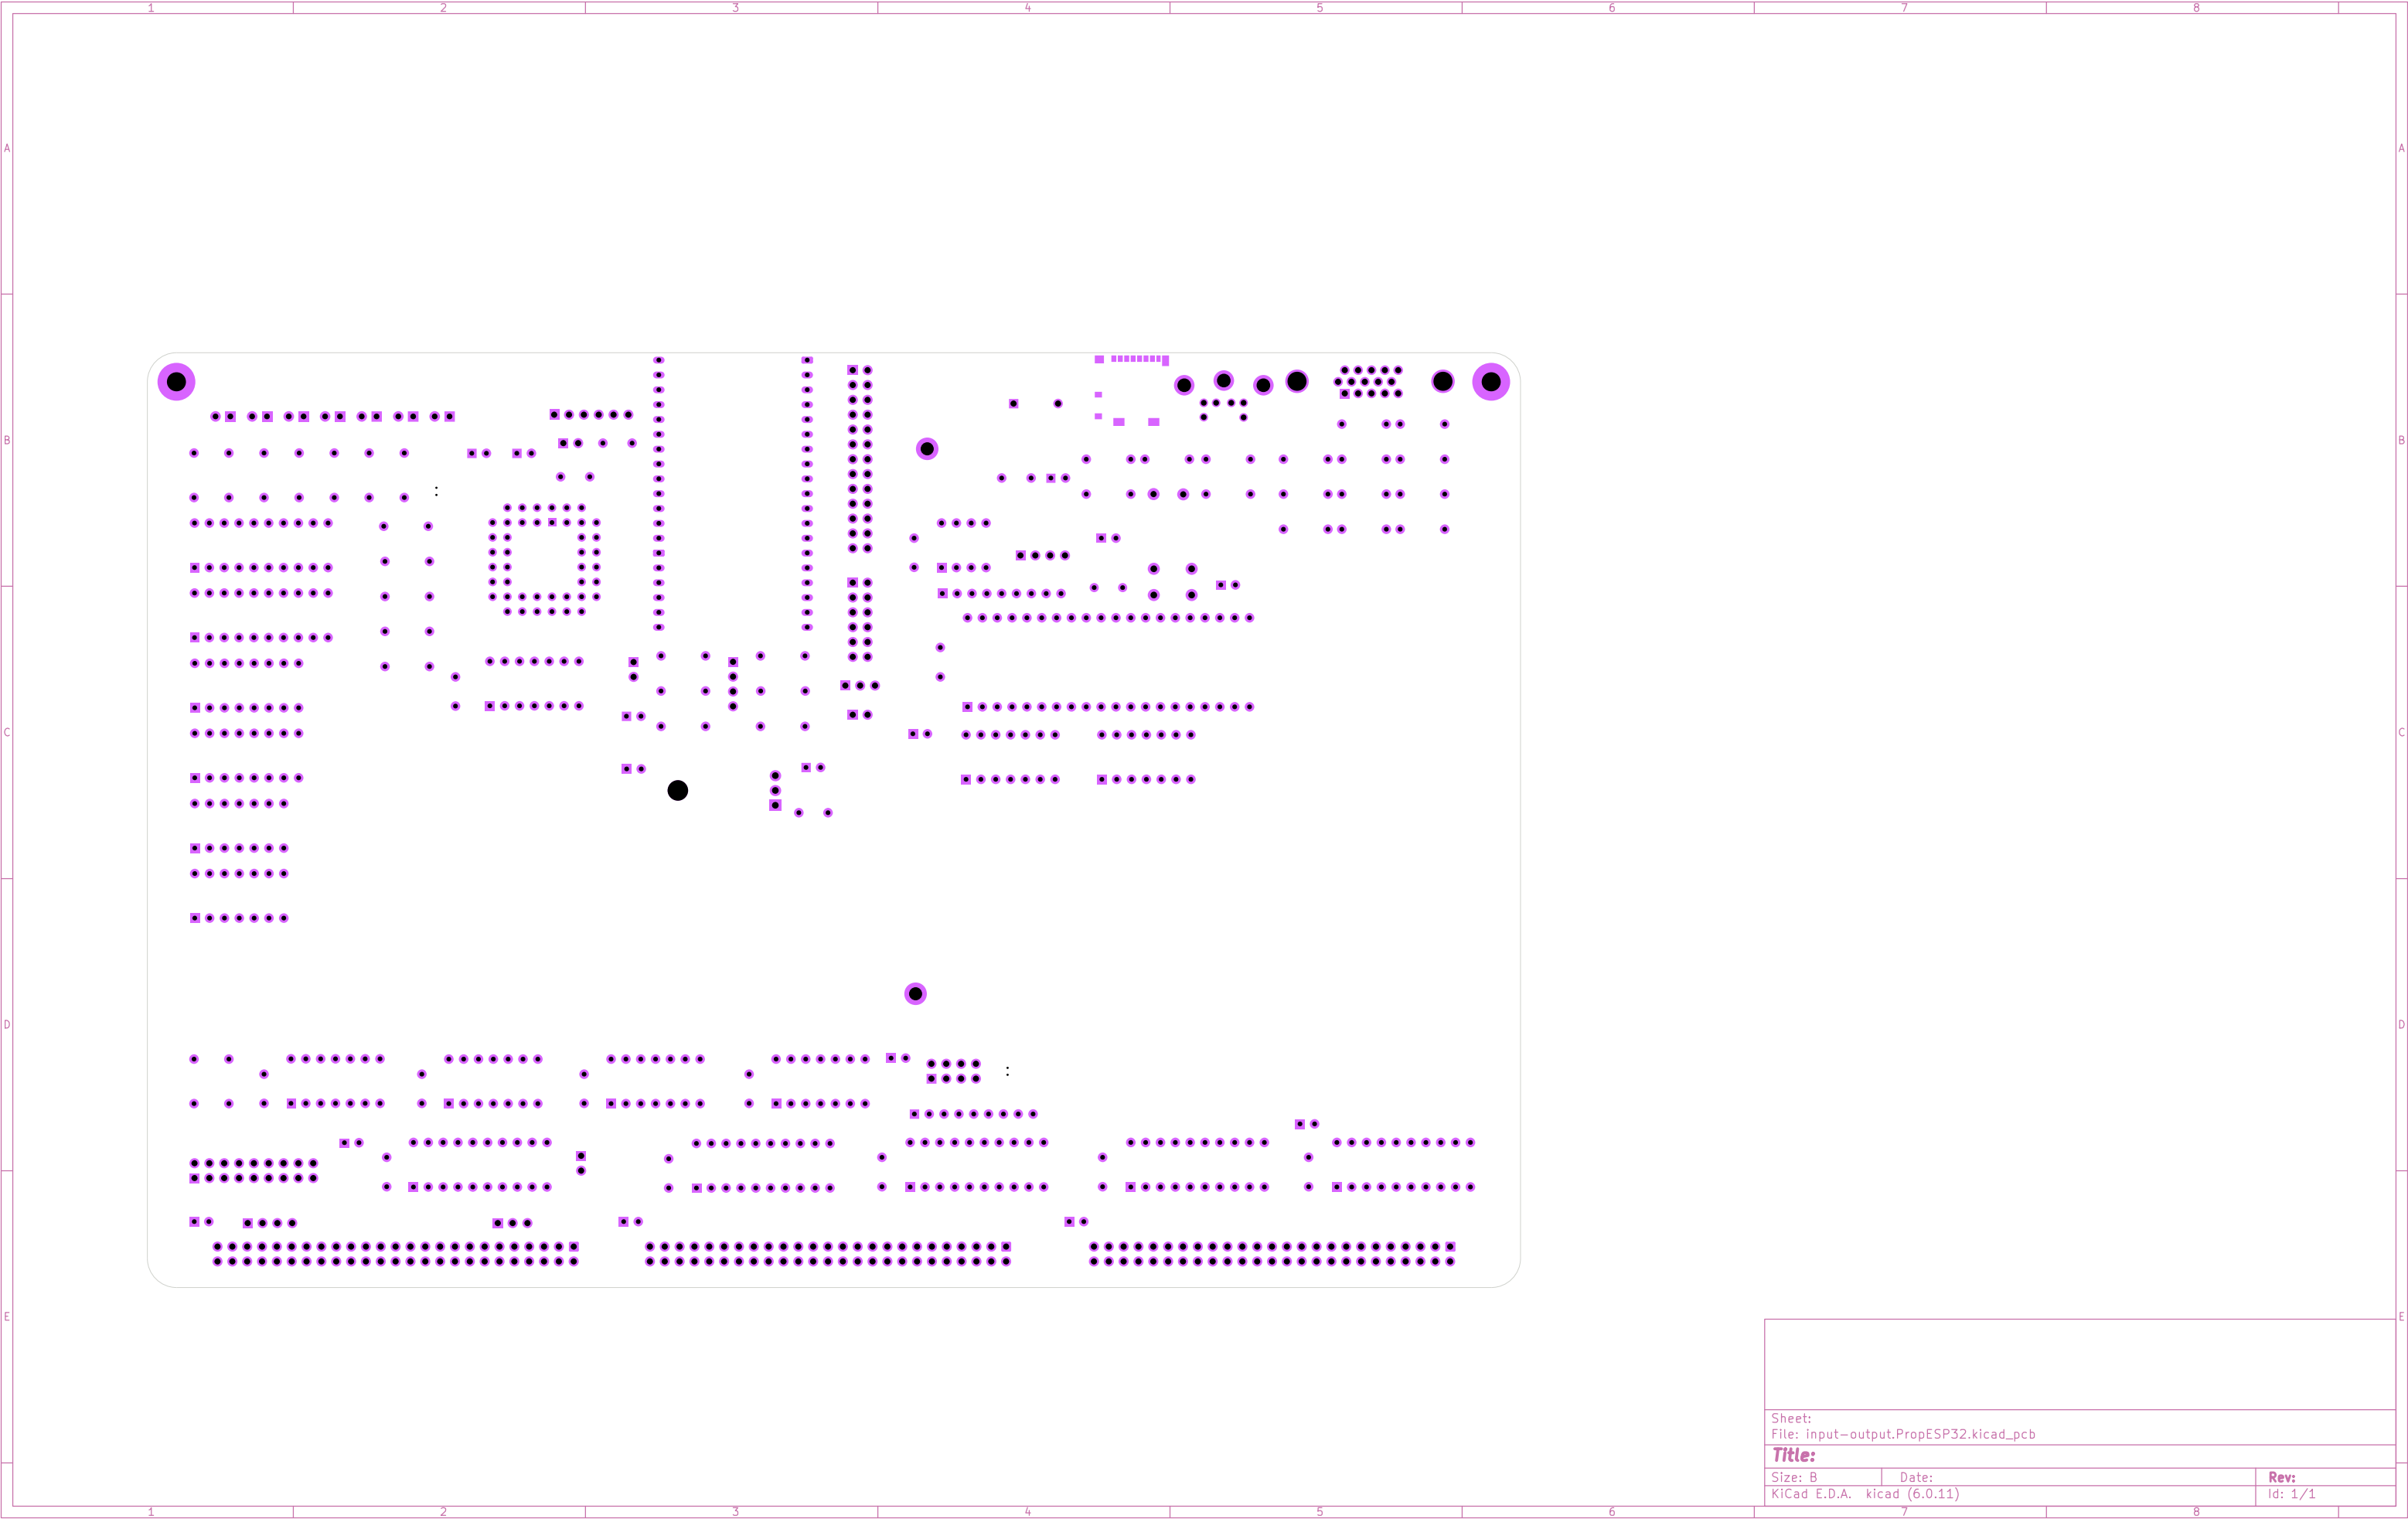 1 2 3 4 5 6 7 8
A A
B B
C C
D D
E E
Sheet:
File: input-output.PropESP32.kicad_pcb
Title:
Size: B Date: Rev:
KiCad E.D.A. kicad (6.0.11) Id: 1/1
1 2 3 4 5 6 7 8